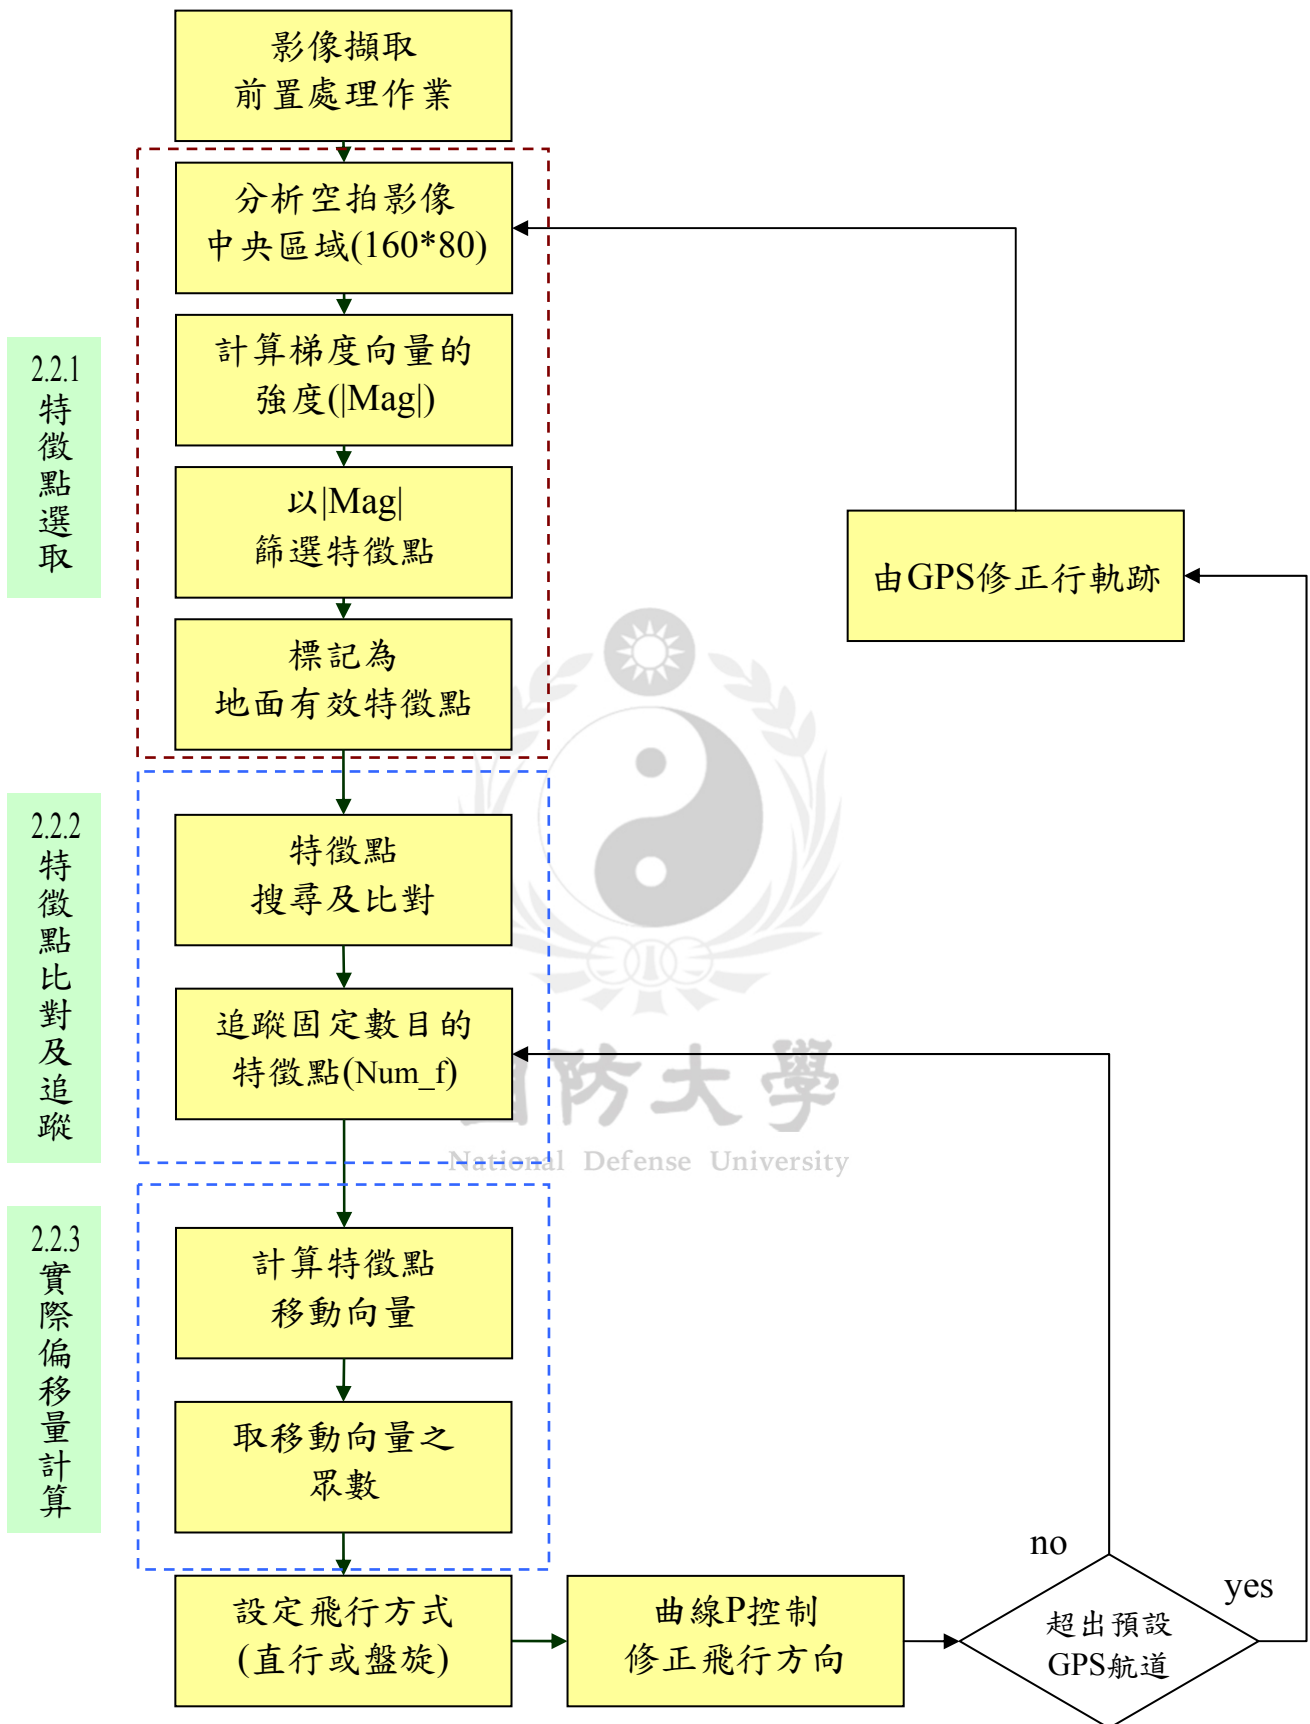 影像擷取
前置處理作業
分析空拍影像
中央區域(160*80)
計算梯度向量的
強度(|Mag|)
以|Mag|
篩選特徵點
標記為
地面有效特徵點
2.2.1
特徵點選取
由GPS修正行軌跡
特徵點
搜尋及比對
追蹤固定數目的
特徵點(Num_f)
2.2.2
特徵點比對及追蹤
國防大學
National Defense University
計算特徵點
移動向量
取移動向量之
眾數
2.2.3
實際偏移量計算
設定飛行方式
(直行或盤旋)
曲線P控制
修正飛行方向
no
yes
超出預設
GPS航道